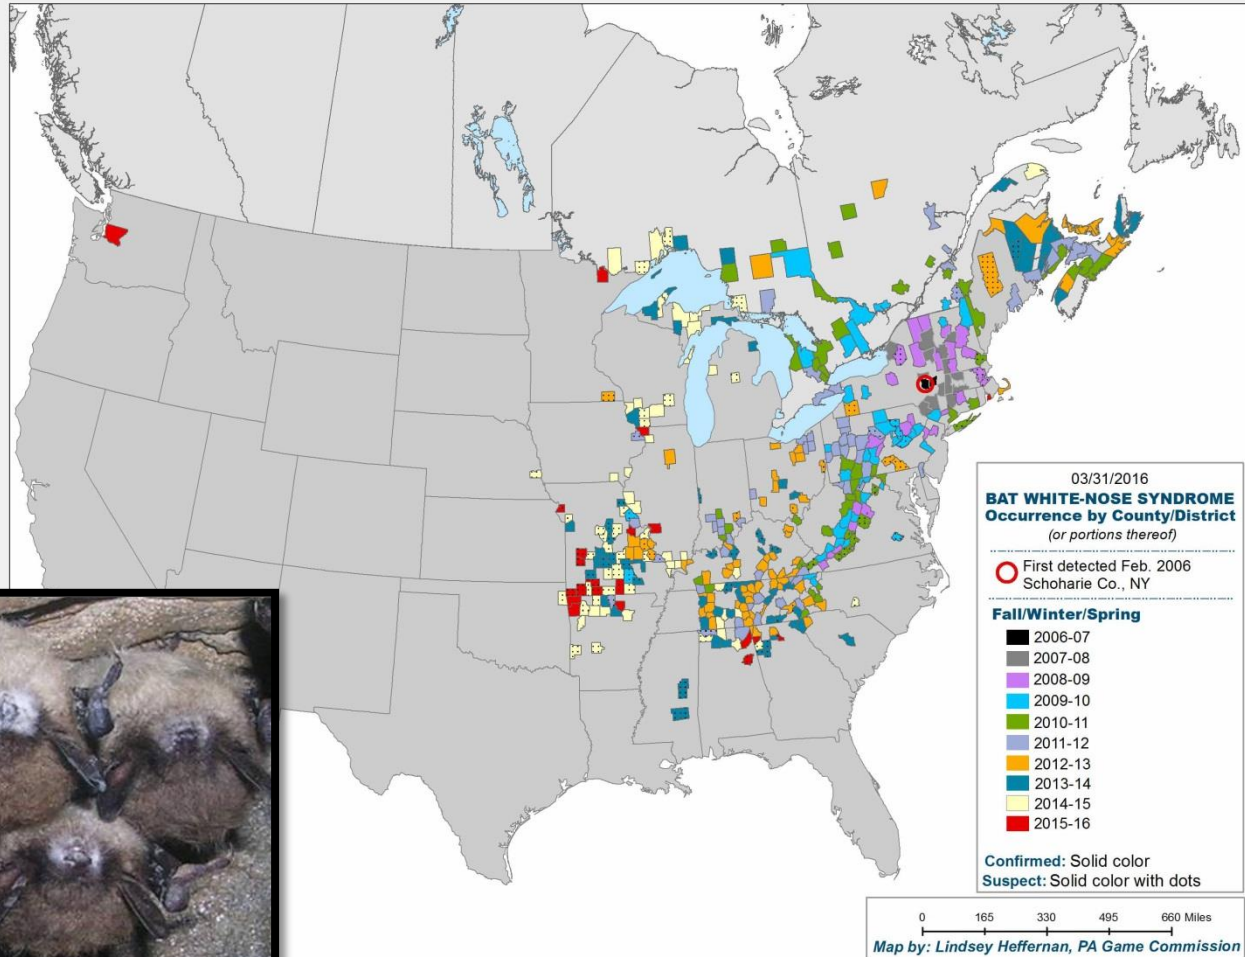 03/31/2016
BAT WHITE-NOSE SYNDROME
Occurrence by County/District
(or portions thereof)
First detected Feb. 2006
Schoharie Co., NY
Fall/Winter/Spring
2006-07
2007-08
2008-09
2009-10
2010-11
2011-12
2012-13
2013-14
2014-15
2015-16
Confirmed: Solid color
Suspect: Solid color with dots
0 165 330 495 660 Miles
Map by: Lindsey Heffernan, PA Game Commission